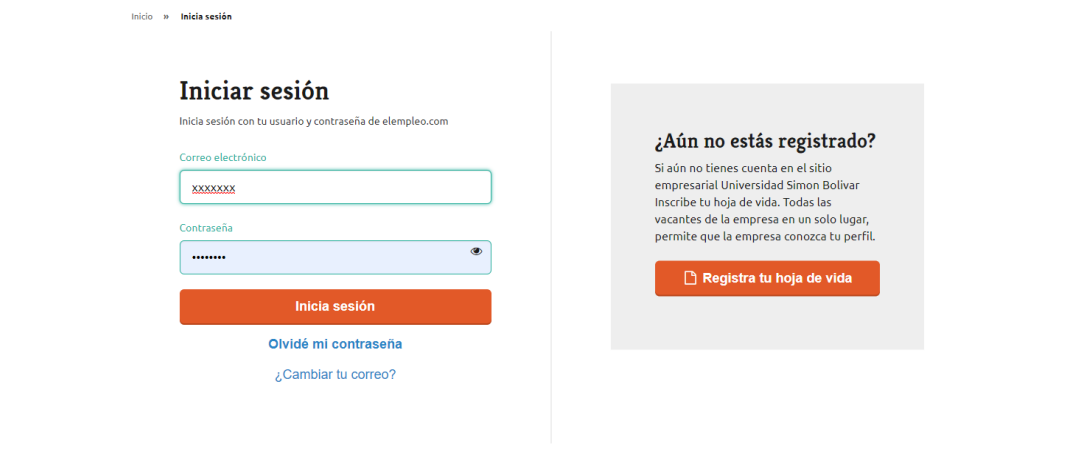 Inicio » Inicia sesión
Iniciar sesión
Inicia sesión con tu usuario y contraseña de elempleo.com
Correo electrónico
xxxxxxx
Contraseña
••••••••
Inicia sesión
Olvidé mi contraseña
¿Cambiar tu correo?
¿Aún no estás registrado?
Si aún no tienes cuenta en el sitio
empresarial Universidad Simon Bolivar
Inscribe tu hoja de vida. Todas las
vacantes de la empresa en un solo lugar,
permite que la empresa conozca tu perfil.
Registra tu hoja de vida